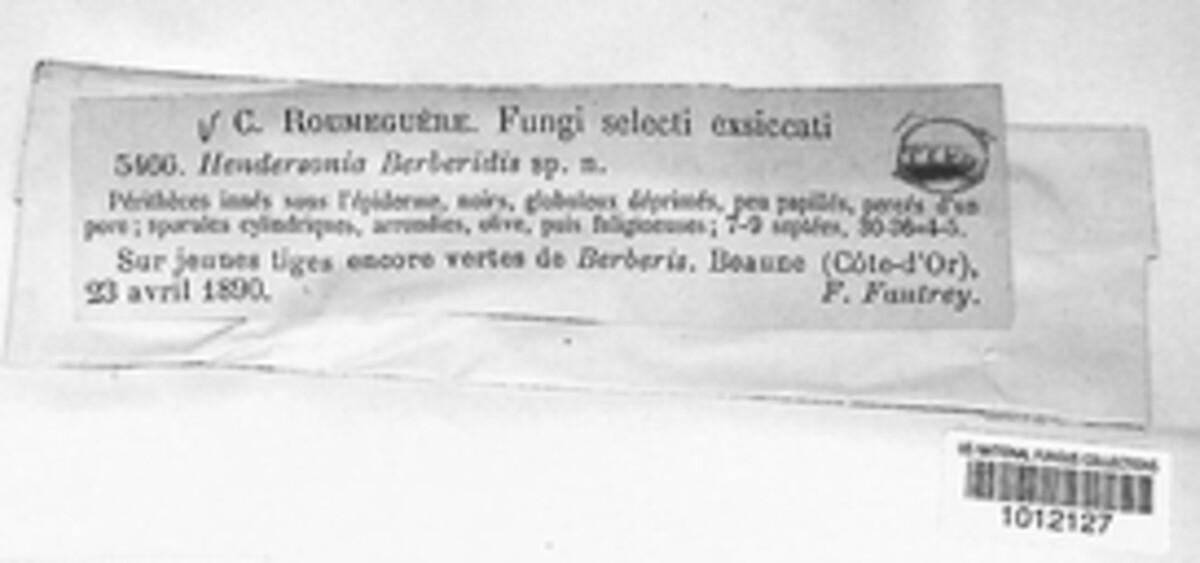 C. ROUMEGUÈRE. Fungi selecti exsiccati
5466. Hendersonia Berberidis sp. n.
Périthèces innés sous l'épiderme, noirs, globuleux déprimés, peu papillés, percés d'un
pore; sporules cylindriques, arrondies, olive, puis fuligineuses; 7-9 septées, 30-36=4-5.
Sur jeunes tiges encore vertes de Berberis. Beaune (Côte-d'Or),
23 avril 1890. F. Fautrey.
US NATIONAL FUNGUS COLLECTIONS
1012127